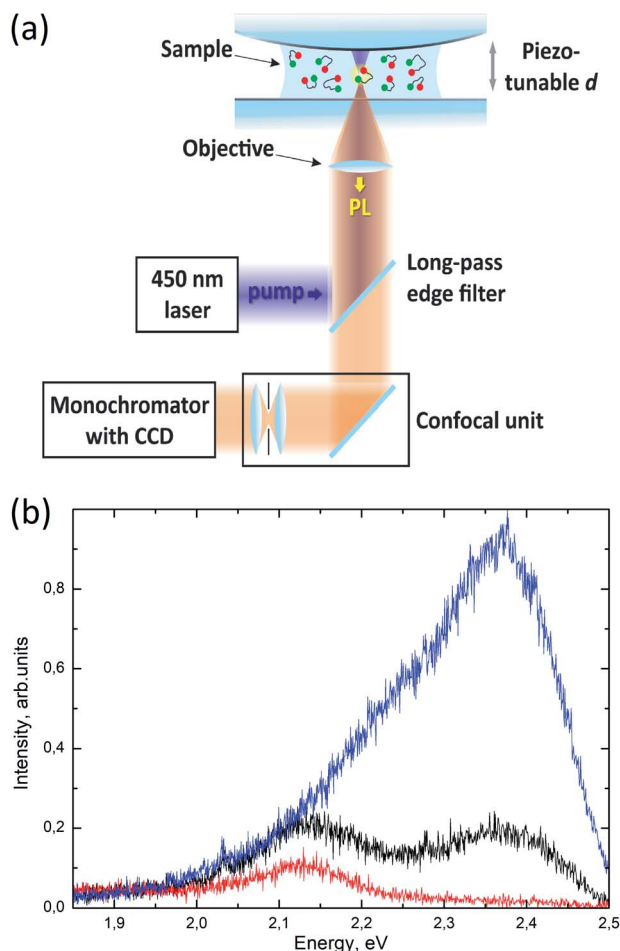 (a)
Sample
Piezo-
tunable d
Objective
PL
Long-pass
edge filter
450 nm
laser
pump
Monochromator
with CCD
Confocal unit
(b)
Intensity, arb.units
0,8
0,6
0,4
0,2
0,0
1,9 2,0 2,1 2,2 2,3 2,4 2,5
Energy, eV